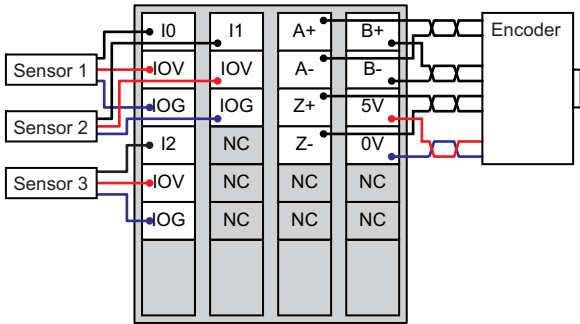 I0 I1 A+ B+ Encoder
Sensor 1 IOV IOV A- B-
IOG IOG Z+ 5V
Sensor 2
I2 NC Z- 0V
Sensor 3 IOV NC NC NC
IOG NC NC NC